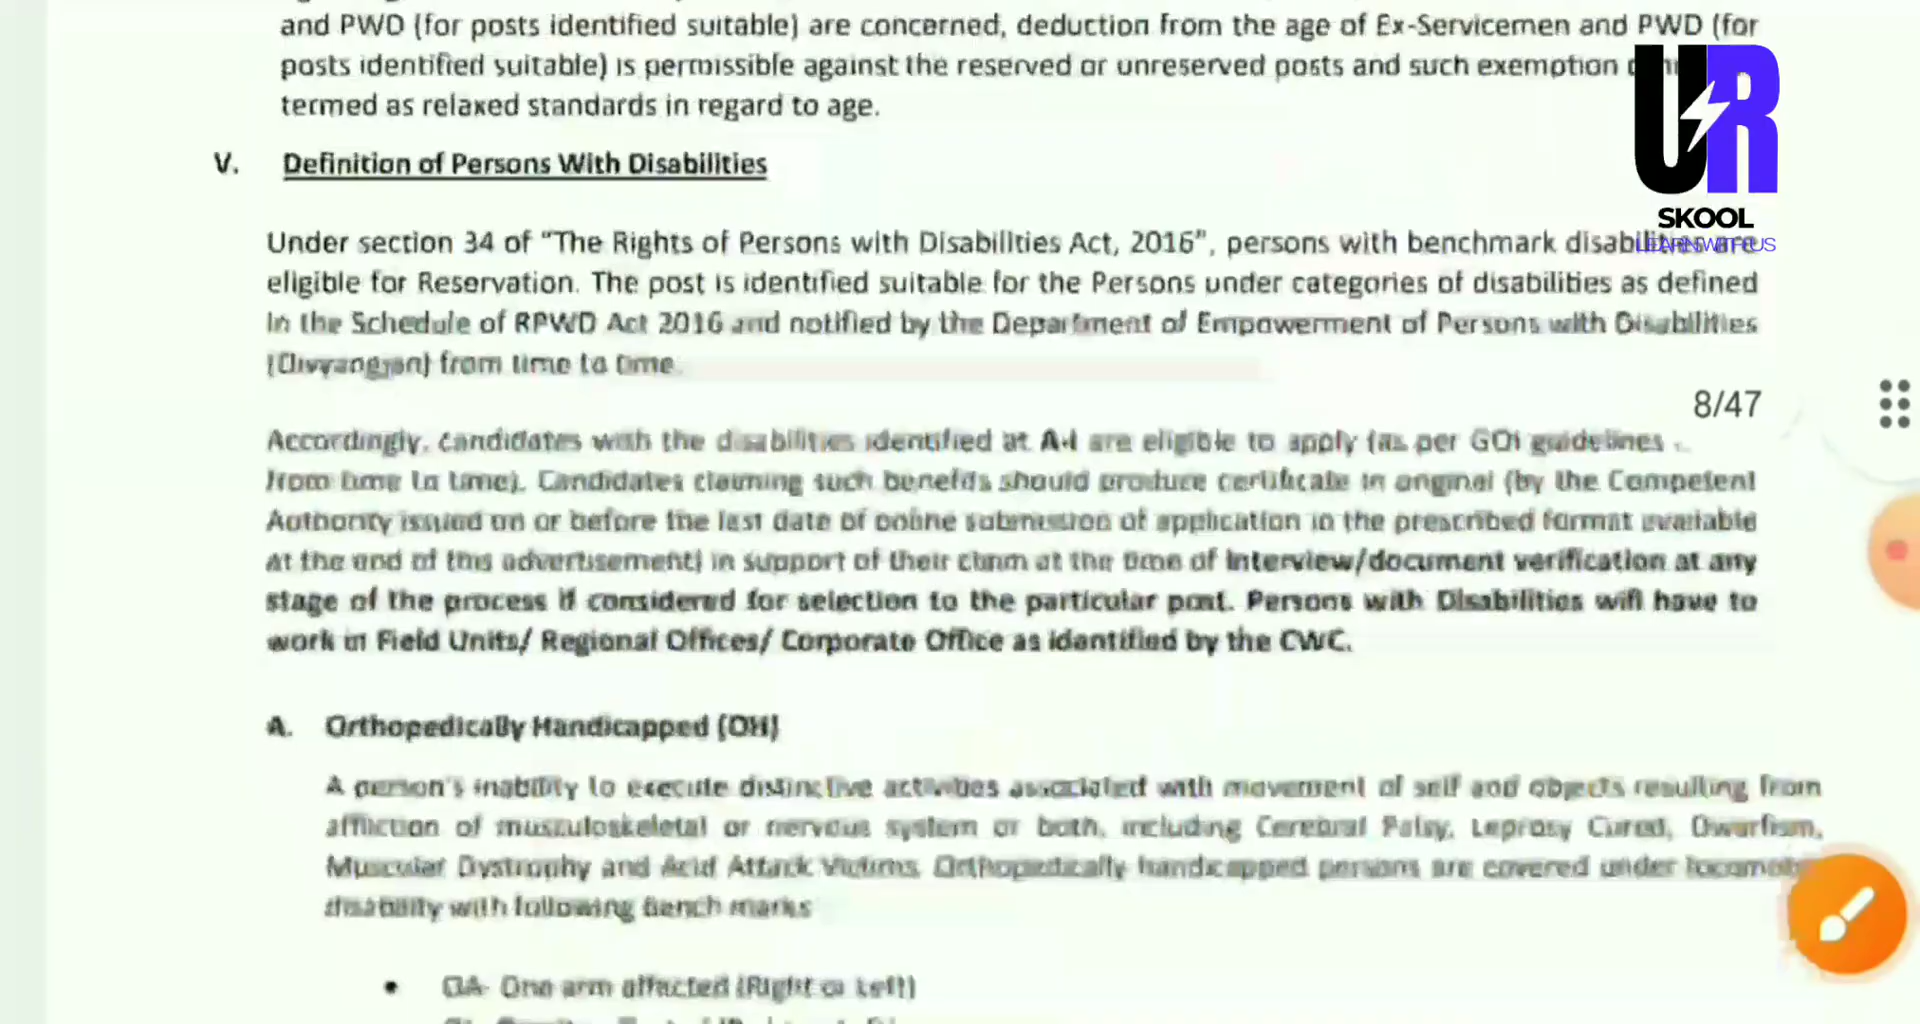 and PWD (for posts identified suitable) are concerned, deduction from the age of Ex-Servicemen and PWD (for
posts identified suitable) is permissible against the reserved or unreserved posts and such exemption
termed as relaxed standards in regard to age.
UR
SKOOL
LEARN WITH US
V. Definition of Persons With Disabilities
Under section 34 of "The Rights of Persons with Disabilities Act, 2016", persons with benchmark disabilities are
eligible for Reservation. The post is identified suitable for the Persons under categories of disabilities as defined
in the Schedule of RPWD Act 2016 and notified by the Department of Empowerment of Persons with Disabilities
(Divyangjan) from time to time.
8/47
Accordingly, candidates with the disabilities identified at A-I are eligible to apply (as per GOI guidelines
from time to time). Candidates claiming such benefits should produce certificate in original (by the Competent
Authority issued on or before the last date of online submission of application in the prescribed format available
at the end of this advertisement) in support of their claim at the time of Interview/document verification at any
stage of the process if considered for selection to the particular post. Persons with Disabilities will have to
work in Field Units/ Regional Offices/ Corporate Office as identified by the CWC.
A. Orthopedically Handicapped (OH)
A person's inability to execute distinctive activities associated with movement of self and objects resulting from
affliction of musculoskeletal or nervous system or both, including Cerebral Palsy, Leprosy Cured, Dwarfism,
Muscular Dystrophy and Acid Attack Victims. Orthopedically handicapped persons are covered under
disability with following Bench marks
• OA- One arm affected (Right or Left)